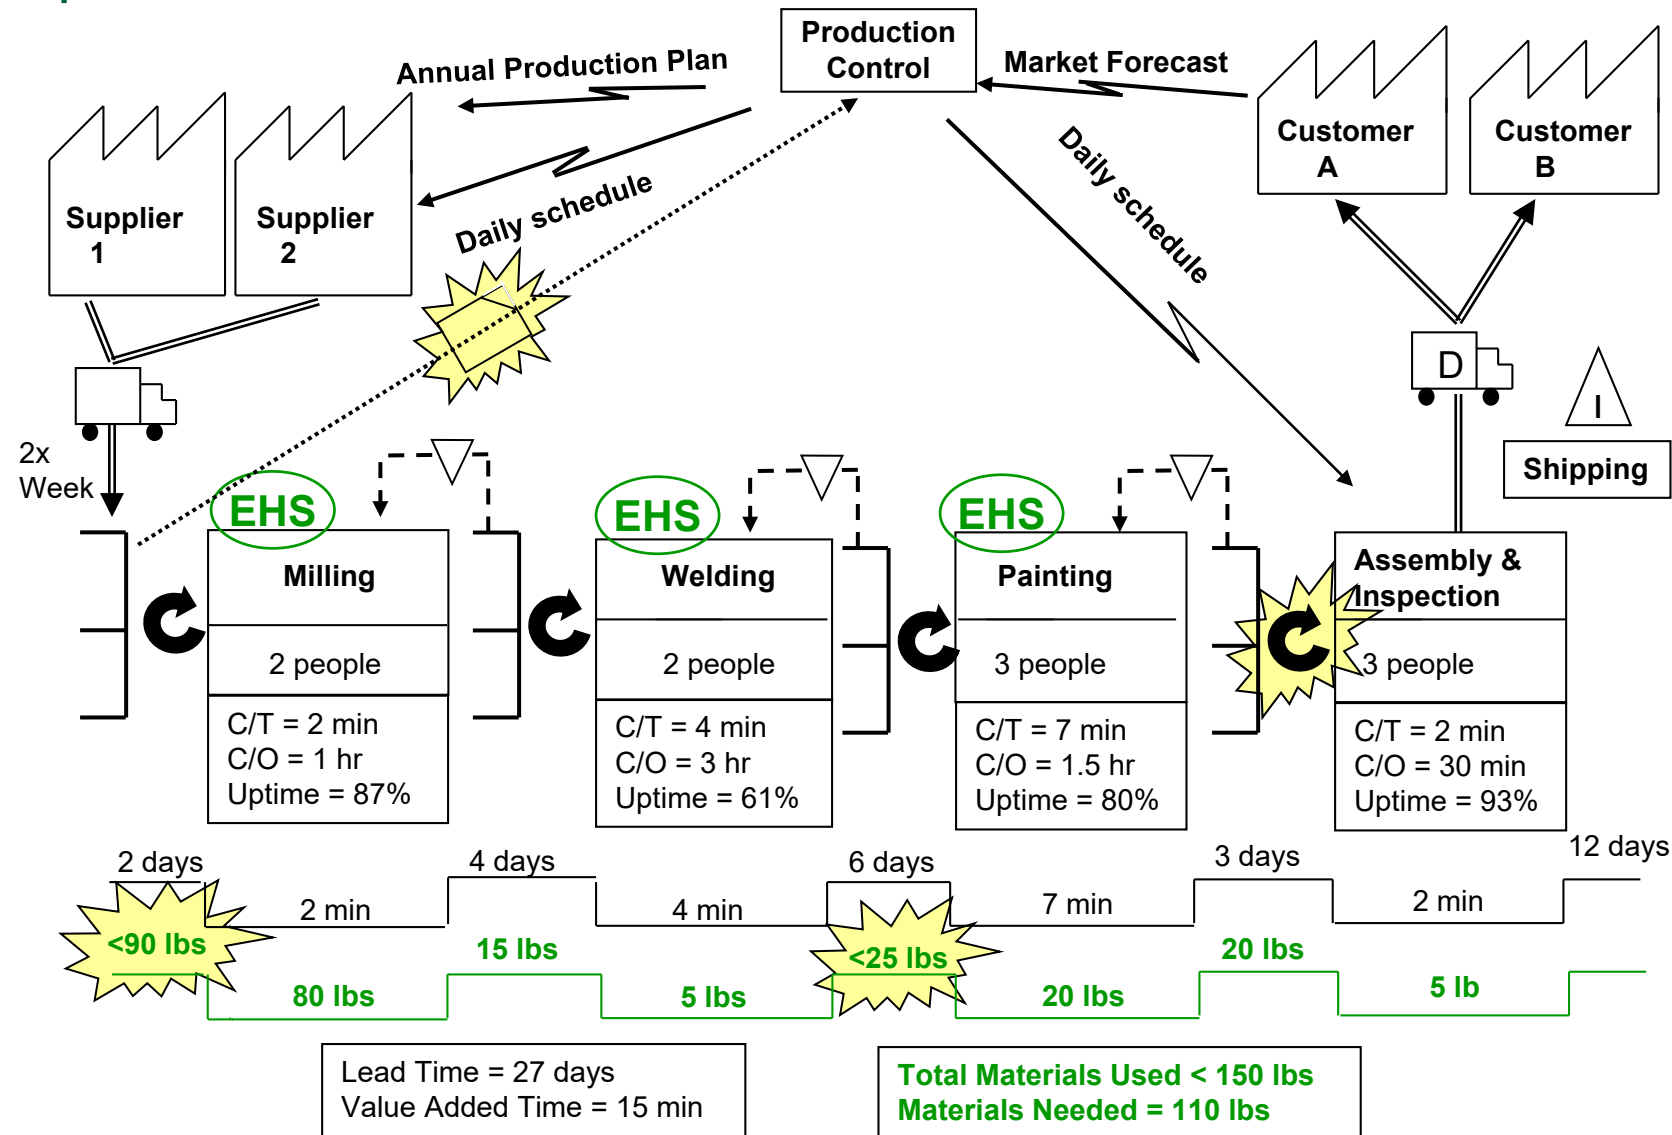 Production
Control
Annual Production Plan
Market Forecast
Customer
A
Customer
B
Daily schedule
Daily schedule
Supplier
1
Supplier
2
D
I
Shipping
2x
Week
EHS
EHS
EHS
Milling
Welding
Painting
Assembly &
Inspection
2 people
2 people
3 people
3 people
C/T = 2 min
C/O = 1 hr
Uptime = 87%
C/T = 4 min
C/O = 3 hr
Uptime = 61%
C/T = 7 min
C/O = 1.5 hr
Uptime = 80%
C/T = 2 min
C/O = 30 min
Uptime = 93%
2 days
4 days
6 days
3 days
12 days
2 min
4 min
7 min
2 min
<90 lbs
15 lbs
<25 lbs
20 lbs
80 lbs
5 lbs
20 lbs
5 lb
Lead Time = 27 days
Value Added Time = 15 min
Total Materials Used < 150 lbs
Materials Needed = 110 lbs